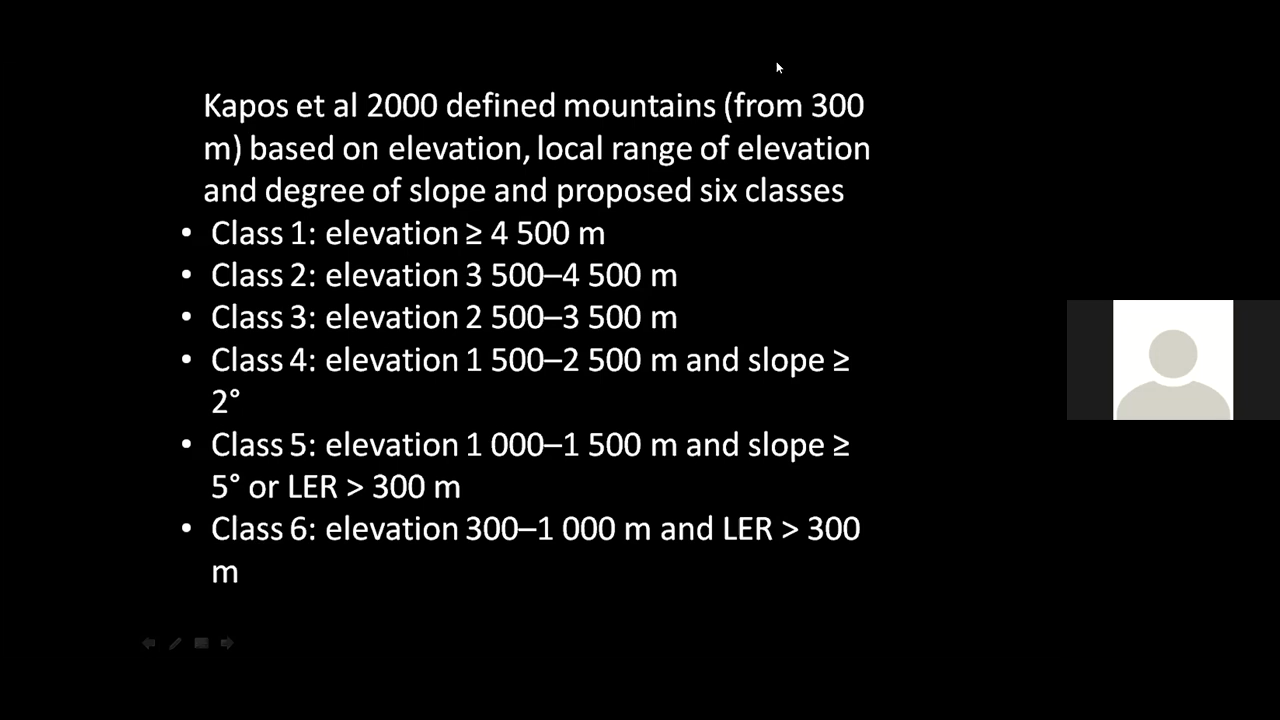 Kapos et al 2000 defined mountains (from 300
m) based on elevation, local range of elevation
and degree of slope and proposed six classes
• Class 1: elevation ≥ 4 500 m
• Class 2: elevation 3 500–4 500 m
• Class 3: elevation 2 500–3 500 m
• Class 4: elevation 1 500–2 500 m and slope ≥
2°
• Class 5: elevation 1 000–1 500 m and slope ≥
5° or LER > 300 m
• Class 6: elevation 300–1 000 m and LER > 300
m